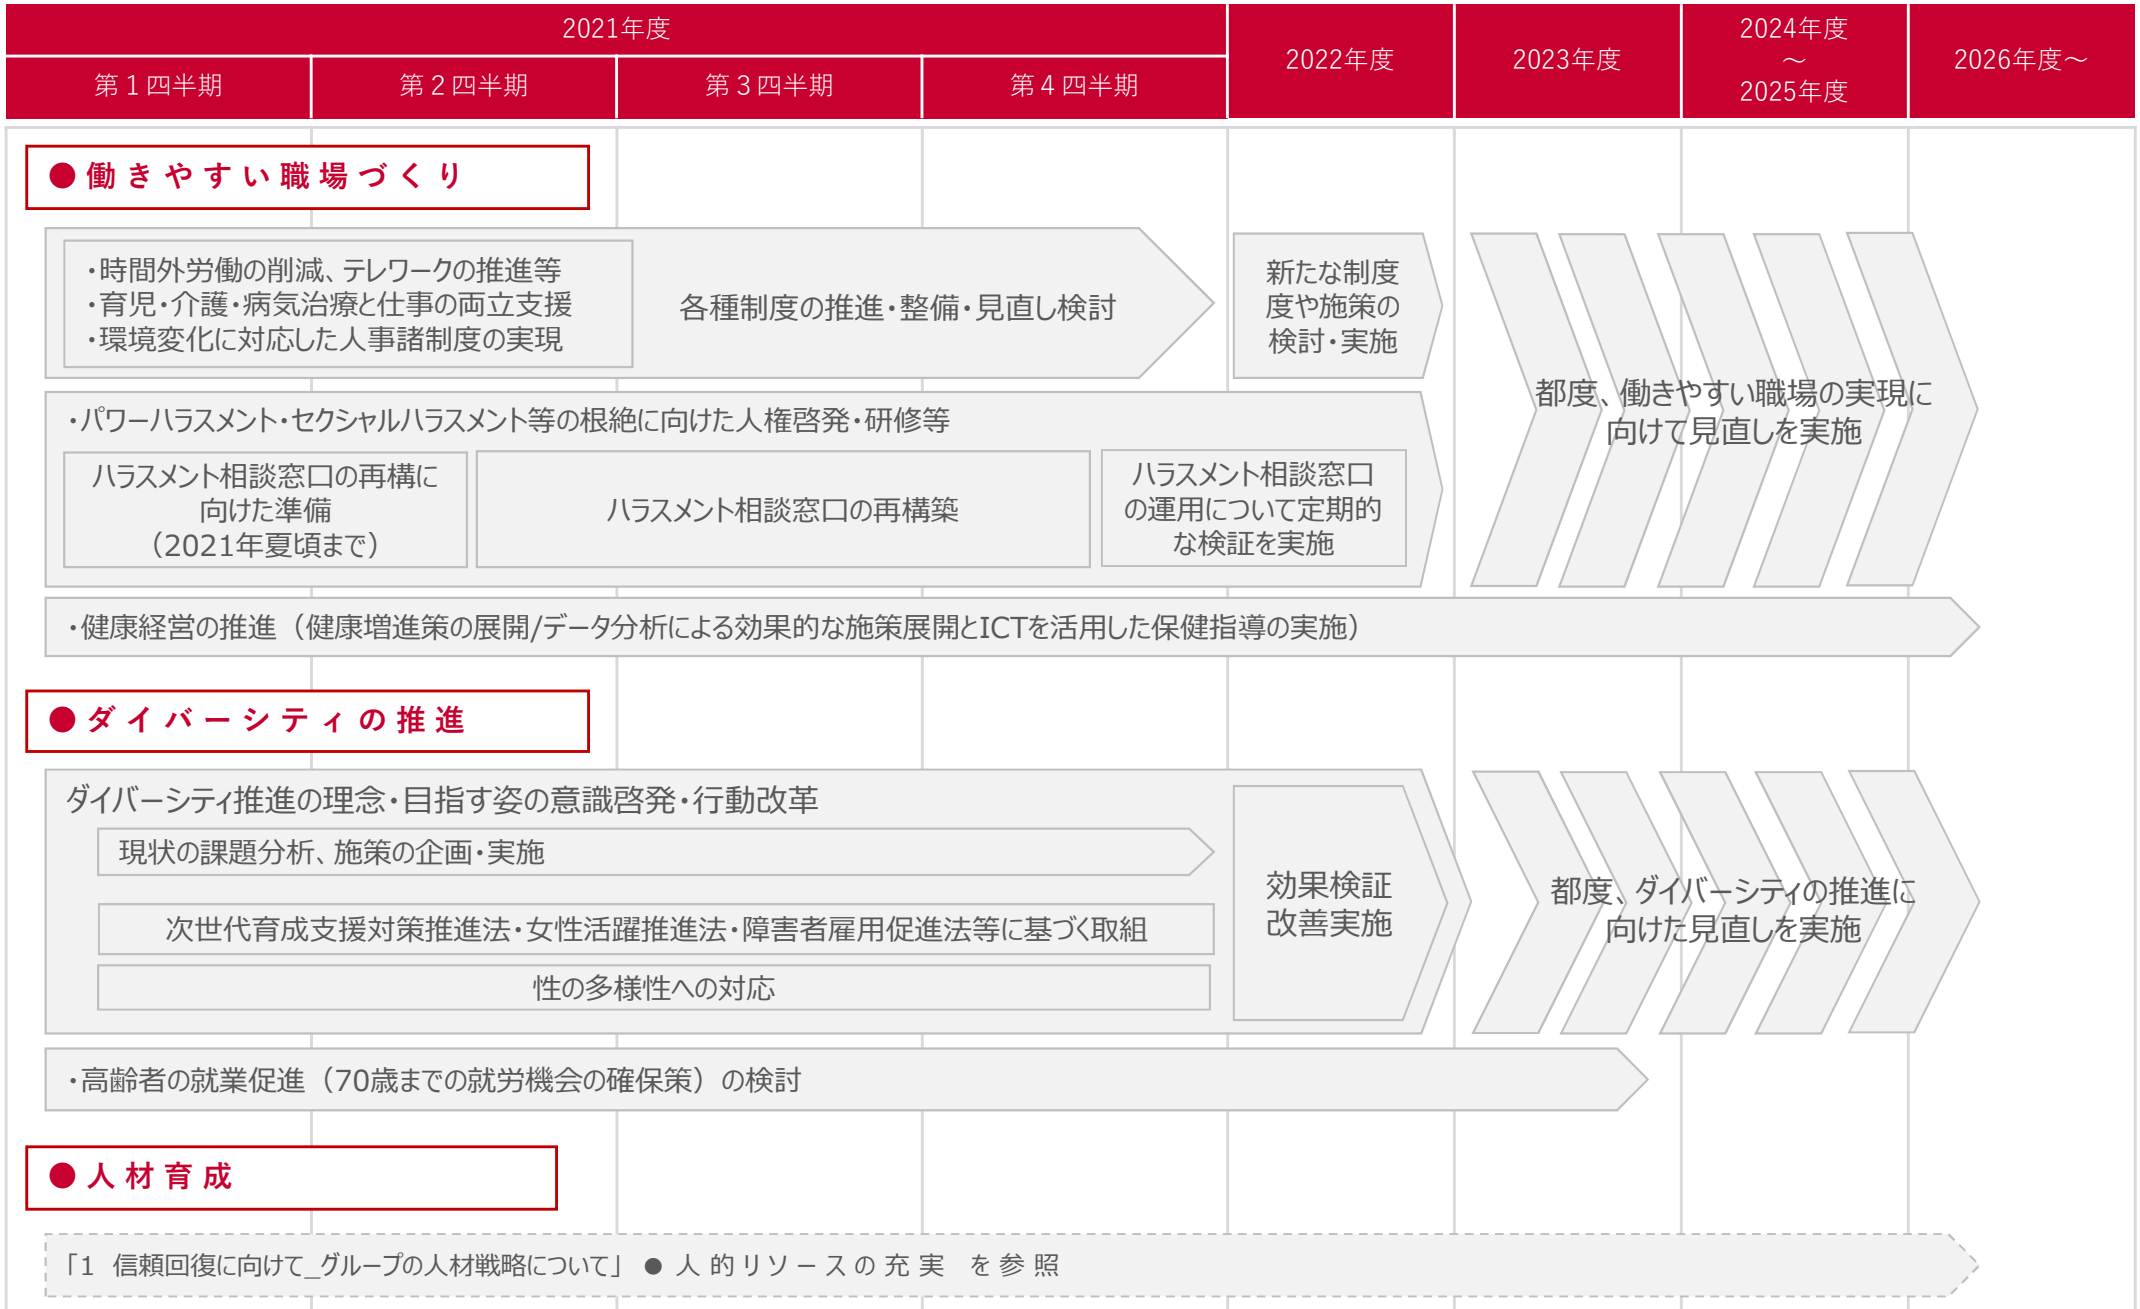 2021年度
2022年度
2023年度
2024年度
～
2025年度
2026年度～
第１四半期
第２四半期
第３四半期
第４四半期
●働きやすい職場づくり
・時間外労働の削減、テレワークの推進等
・育児・介護・病気治療と仕事の両立支援
・環境変化に対応した人事諸制度の実現
各種制度の推進・整備・見直し検討
新たな制度
度や施策の
検討・実施
都度、働きやすい職場の実現に
向けて見直しを実施
・パワーハラスメント・セクシャルハラスメント等の根絶に向けた人権啓発・研修等
ハラスメント相談窓口の再構に
向けた準備
（2021年夏頃まで）
ハラスメント相談窓口の再構築
ハラスメント相談窓口
の運用について定期的
な検証を実施
・健康経営の推進（健康増進策の展開/データ分析による効果的な施策展開とICTを活用した保健指導の実施）
●ダイバーシティの推進
ダイバーシティ推進の理念・目指す姿の意識啓発・行動改革
現状の課題分析、施策の企画・実施
次世代育成支援対策推進法・女性活躍推進法・障害者雇用促進法等に基づく取組
性の多様性への対応
効果検証
改善実施
都度、ダイバーシティの推進に
向けた見直しを実施
・高齢者の就業促進（70歳までの就労機会の確保策）の検討
●人材育成
「1　信頼回復に向けて_グループの人材戦略について」 ● 人的リソースの充実　を参照